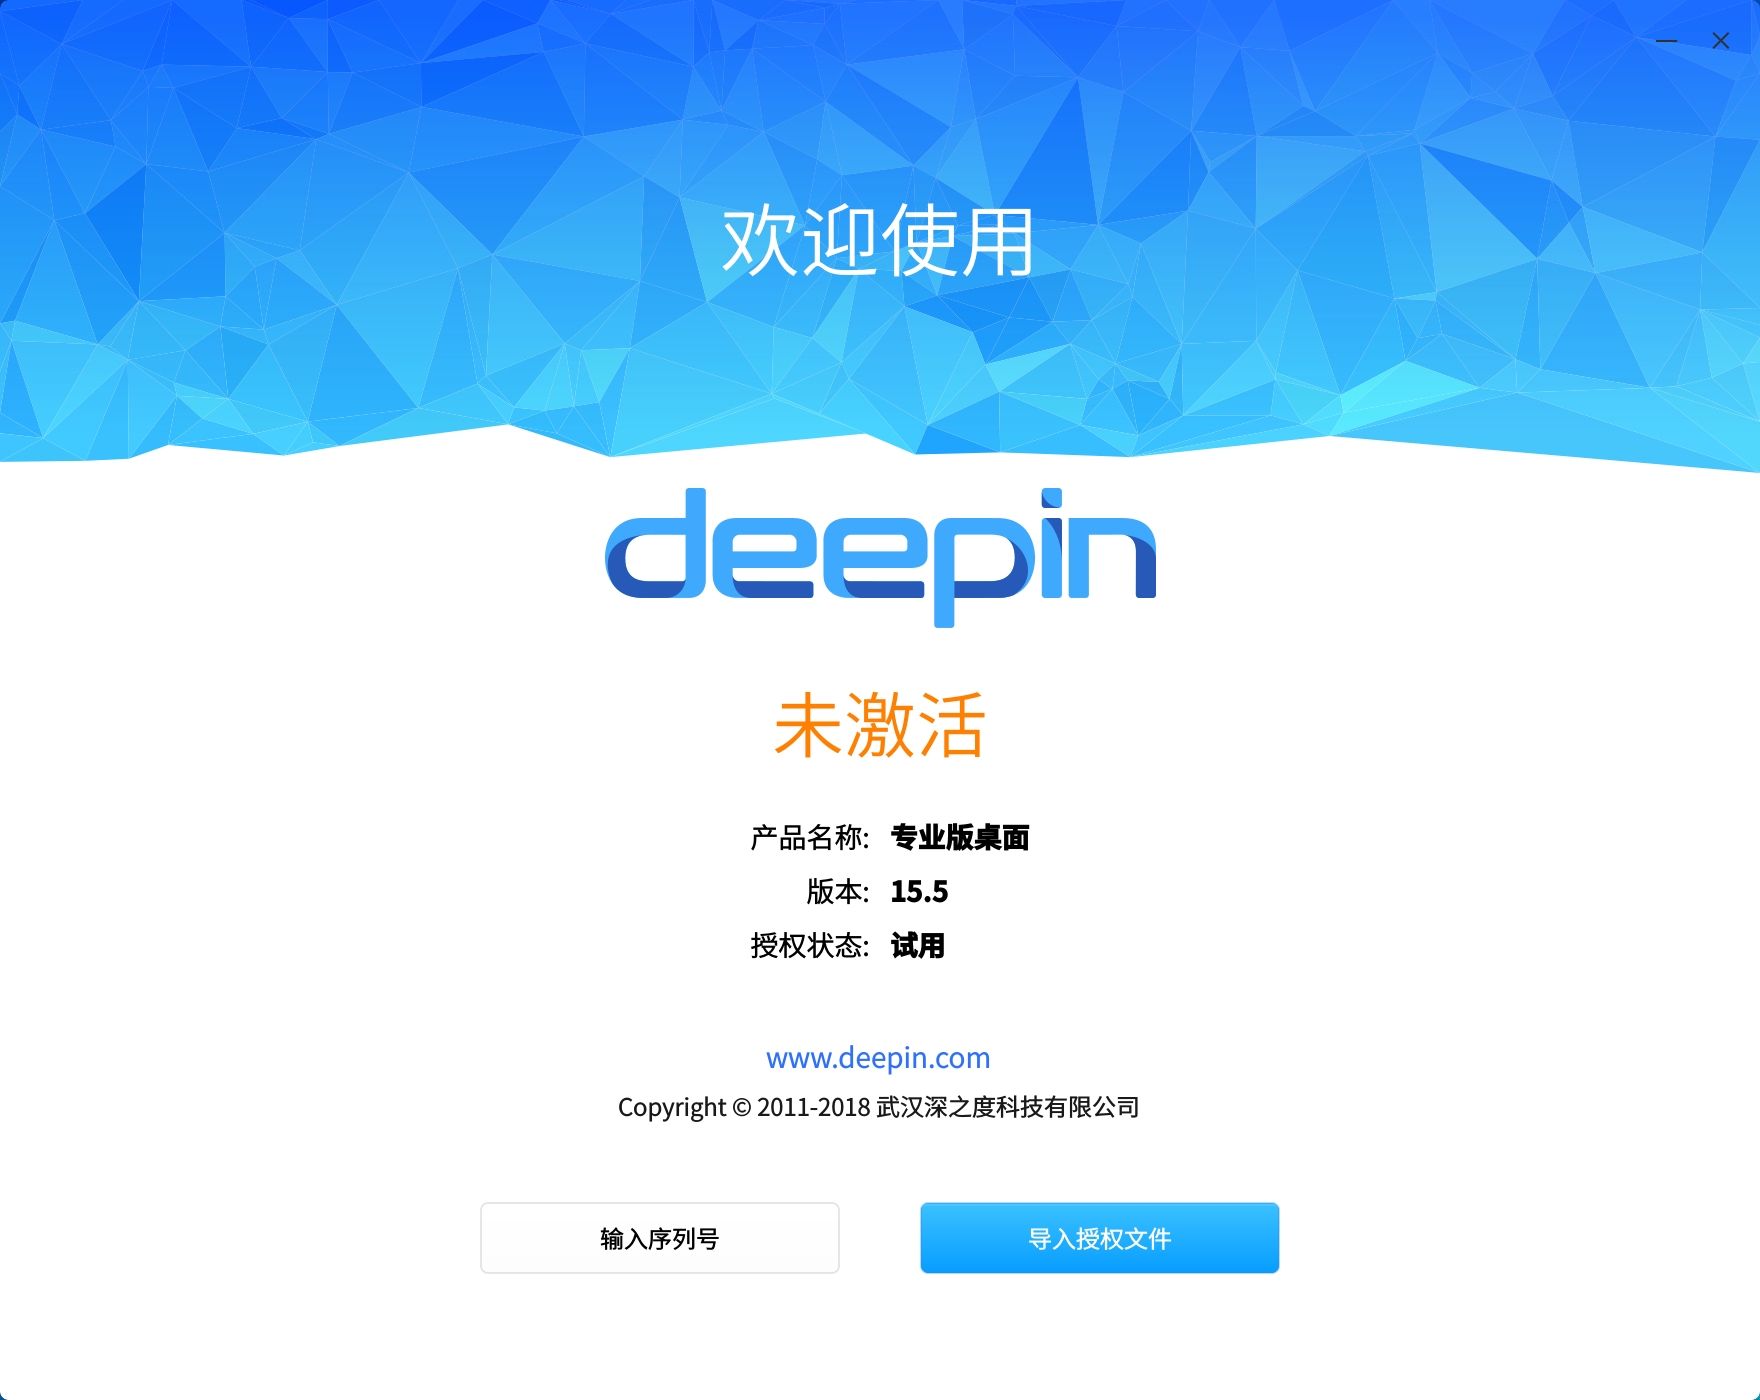 欢迎使用
deepin
未激活
产品名称: 专业版桌面
版本: 15.5
授权状态: 试用
www.deepin.com
Copyright © 2011-2018 武汉深之度科技有限公司
输入序列号
导入授权文件